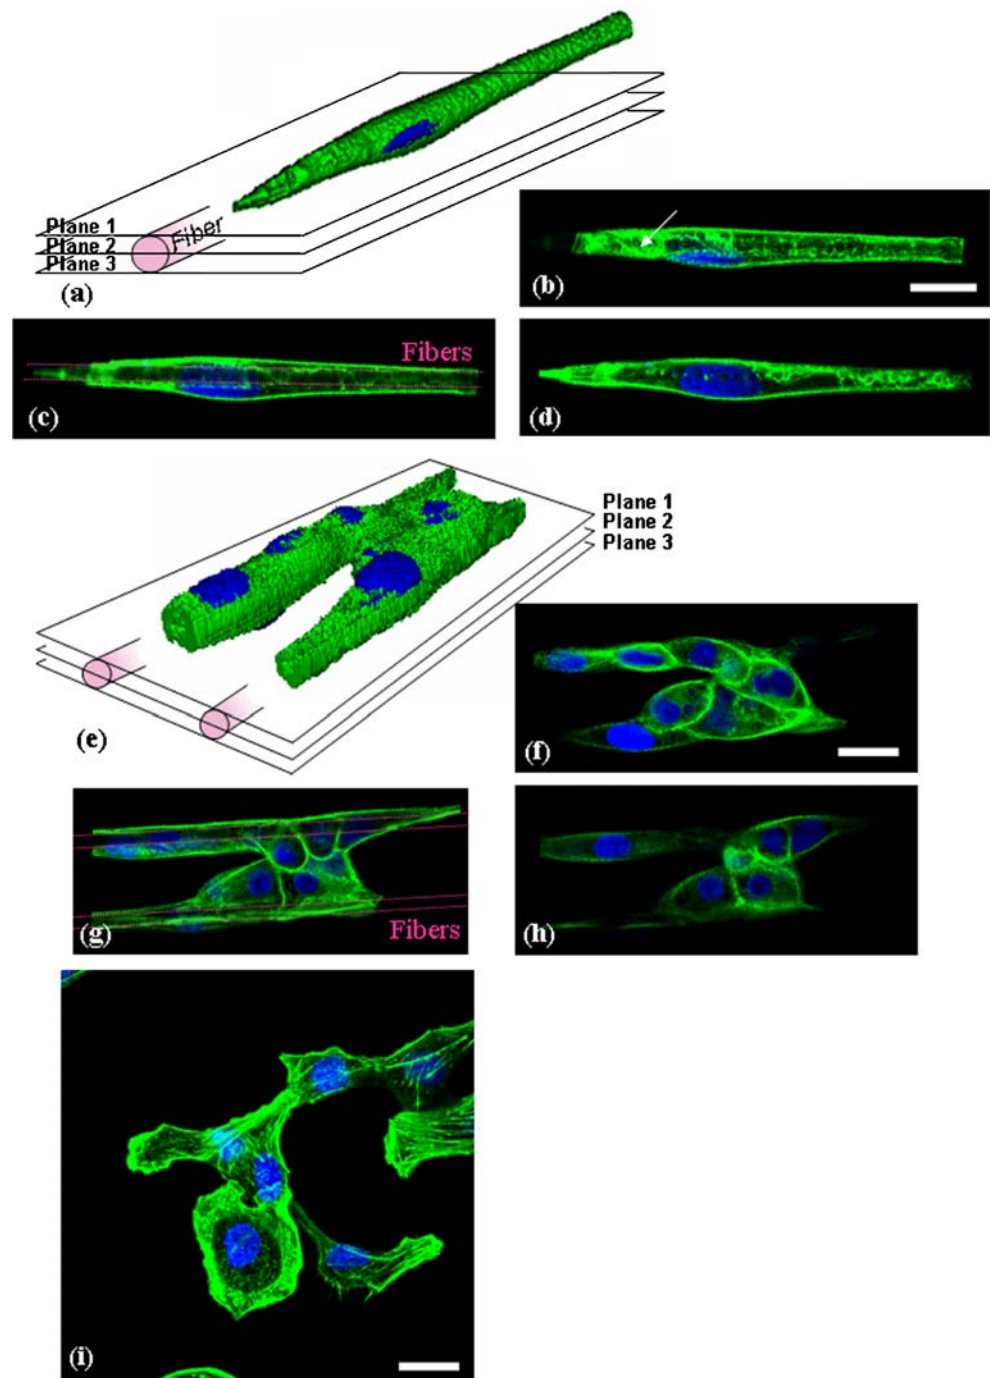 Plane 1
Plane 2
Plane 3
Fiber
(a)
(b)
Fibers
(c)
(d)
Plane 1
Plane 2
Plane 3
(e)
(f)
Fibers
(g)
(h)
(i)